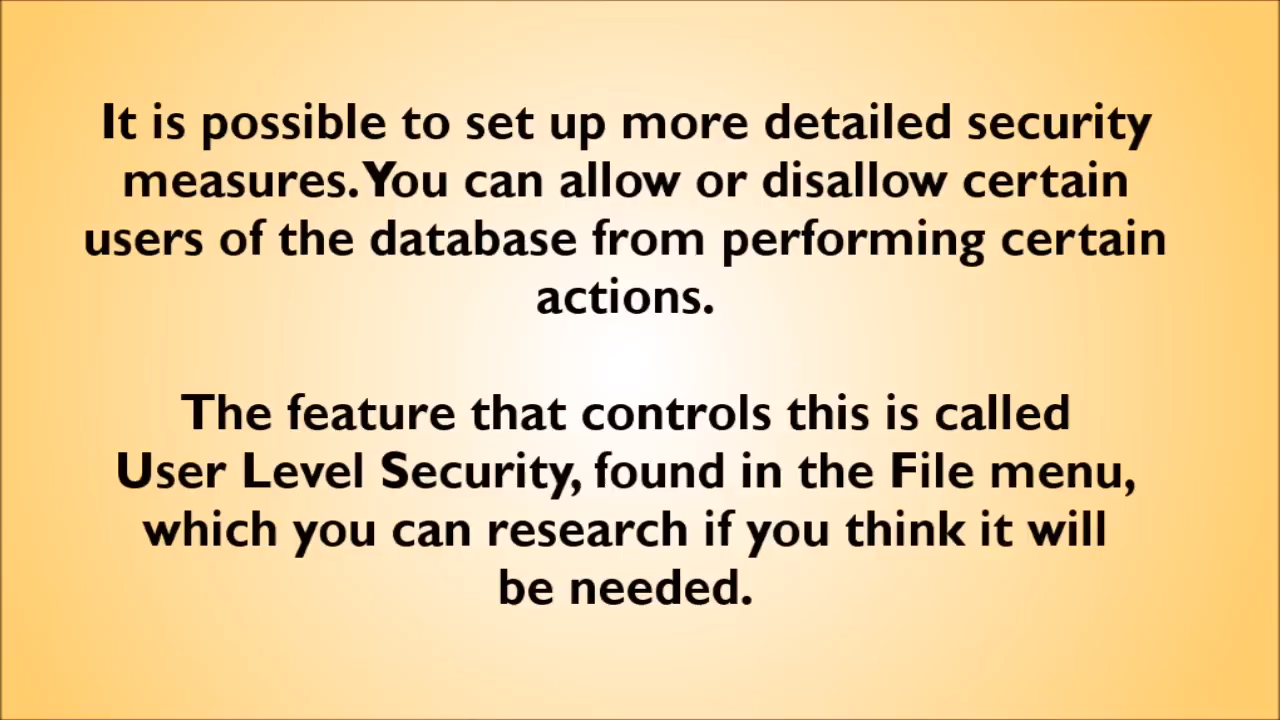 It is possible to set up more detailed security
measures. You can allow or disallow certain
users of the database from performing certain
actions.
The feature that controls this is called
User Level Security, found in the File menu,
which you can research if you think it will
be needed.